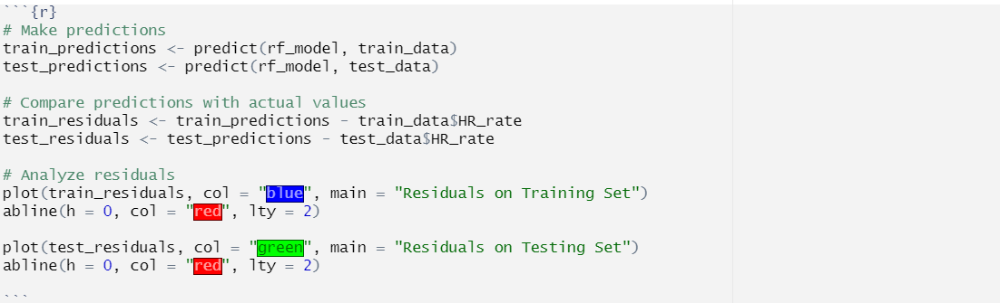 ```{r}
# Make predictions
train_predictions <- predict(rf_model, train_data)
test_predictions <- predict(rf_model, test_data)
# Compare predictions with actual values
train_residuals <- train_predictions - train_data$HR_rate
test_residuals <- test_predictions - test_data$HR_rate
# Analyze residuals
plot(train_residuals, col = "blue", main = "Residuals on Training Set")
abline(h = 0, col = "red", lty = 2)
plot(test_residuals, col = "green", main = "Residuals on Testing Set")
abline(h = 0, col = "red", lty = 2)
```